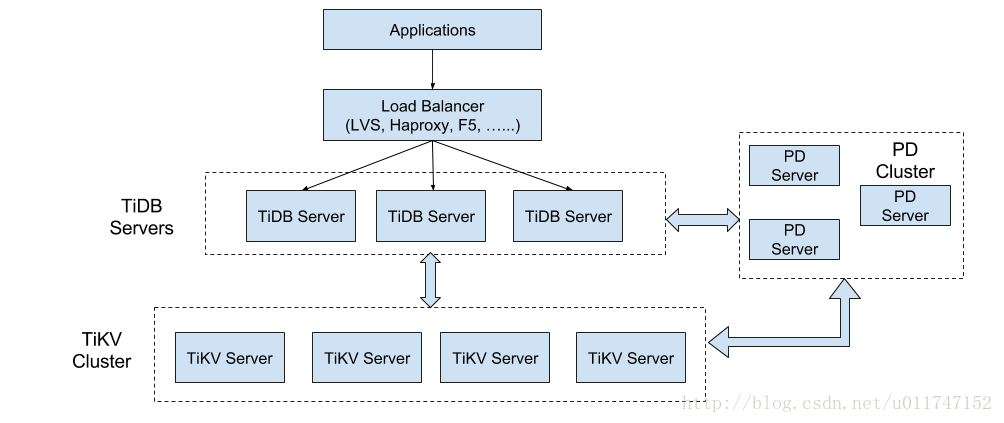 Applications
Load Balancer
(LVS, Haproxy, F5, …...)
TiDB
Servers
TiDB Server
TiDB Server
TiDB Server
PD
Cluster
PD
Server
PD
Server
PD
Server
TiKV
Cluster
TiKV Server
TiKV Server
TiKV Server
TiKV Server
http://blog.csdn.net/u011747152